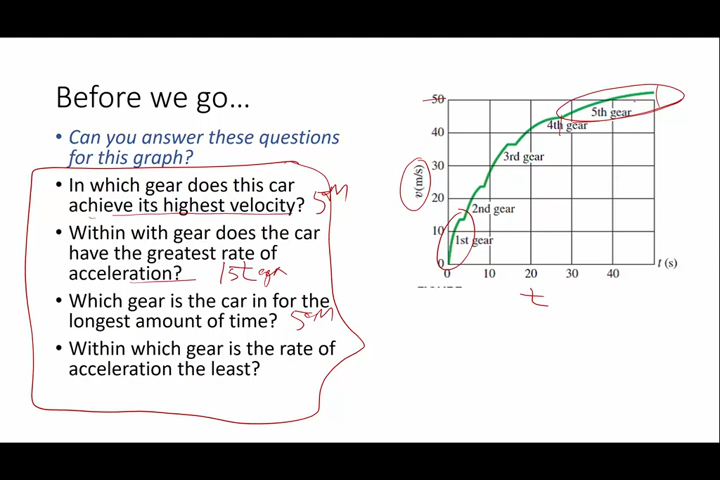 Before we go...
• Can you answer these questions
for this graph?
• In which gear does this car
achieve its highest velocity? 5th
• Within with gear does the car
have the greatest rate of
acceleration? 1st gear
• Which gear is the car in for the
longest amount of time? 5th
• Within which gear is the rate of
acceleration the least?
50
40
30
20
10
0
v(m/s)
5th gear
4th gear
3rd gear
2nd gear
1st gear
0 10 20 30 40 t (s)
t